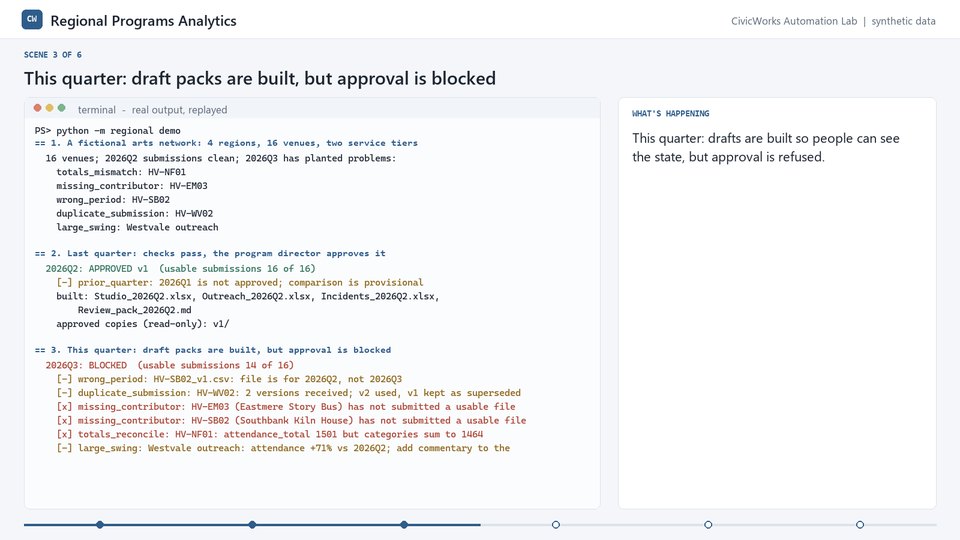 CW Regional Programs Analytics
CivicWorks Automation Lab | synthetic data
SCENE 3 OF 6
This quarter: draft packs are built, but approval is blocked
terminal - real output, replayed
PS> python -m regional demo
== 1. A fictional arts network: 4 regions, 16 venues, two service tiers
16 venues; 2026Q2 submissions clean; 2026Q3 has planted problems:
totals_mismatch: HV-NF01
missing_contributor: HV-EM03
wrong_period: HV-SB02
duplicate_submission: HV-WV02
large_swing: Westvale outreach
== 2. Last quarter: checks pass, the program director approves it
2026Q2: APPROVED v1 (usable submissions 16 of 16)
[-] prior_quarter: 2026Q1 is not approved; comparison is provisional
built: Studio_2026Q2.xlsx, Outreach_2026Q2.xlsx, Incidents_2026Q2.xlsx,
Review_pack_2026Q2.md
approved copies (read-only): v1/
== 3. This quarter: draft packs are built, but approval is blocked
2026Q3: BLOCKED (usable submissions 14 of 16)
[-] wrong_period: HV-SB02_v1.csv: file is for 2026Q2, not 2026Q3
[-] duplicate_submission: HV-WV02: 2 versions received; v2 used, v1 kept as superseded
[x] missing_contributor: HV-EM03 (Eastmere Story Bus) has not submitted a usable file
[x] missing_contributor: HV-SB02 (Southbank Kiln House) has not submitted a usable file
[x] totals_reconcile: HV-NF01: attendance_total 1501 but categories sum to 1464
[-] large_swing: Westvale outreach: attendance +71% vs 2026Q2; add commentary to the
WHAT'S HAPPENING
This quarter: drafts are built so people can see
the state, but approval is refused.